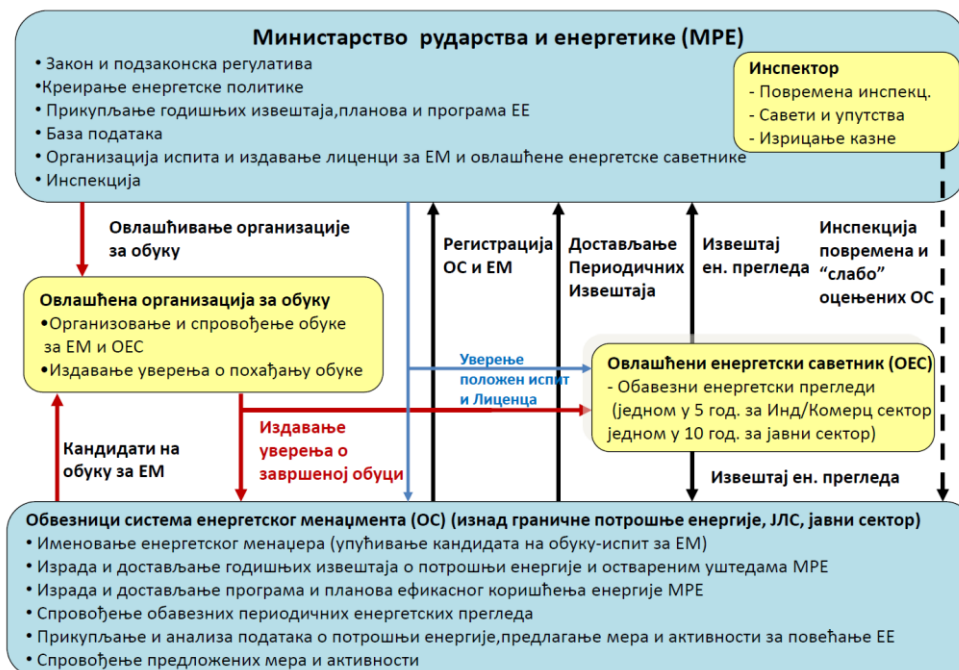 Министарство рударства и енергетике (МРЕ)
• Закон и подзаконска регулатива
•Креирање енергетске политике
• Прикупљање годишњих извештаја,планова и програма ЕЕ
• База података
• Организација испита и издавање лиценци за ЕМ и овлашћене енергетске саветнике
• Инспекција
Инспектор
- Повремена инспекц.
- Савети и упутства
- Изрицање казне
Овлашћивање организације
за обуку
Регистрација
ОС и ЕМ
Достављање
Периодичних
Извештаја
Извештај
ен. прегледа
Инспекција
повремена и
“слабо”
оцењених ОС
Овлашћена организација за обуку
•Организовање и спровођење обуке
за ЕМ и ОЕС
•Издавање уверења о похађању обуке
Уверење
положен испит
и Лиценца
Овлашћени енергетски саветник (ОЕС)
- Обавезни енергетски прегледи
(једном у 5 год. за Инд/Комерц сектор
једном у 10 год. за јавни сектор)
Кандидати на
обуку за ЕМ
Издавање
уверења о
завршеној обуци
Извештај ен. прегледа
Обвезници система енергетског менаџмента (ОС) (изнад граничне потрошње енергије, ЈЛС, јавни сектор)
• Именовање енергетског менаџера (упућивање кандидата на обуку-испит за ЕМ)
• Израда и достављање годишњих извештаја о потрошњи енергије и оствареним уштедама МРЕ
• Израда и достављање програма и планова ефикасног коришћења енергије МРЕ
• Спровођење обавезних периодичних енергетских прегледа
• Прикупљање и анализа података о потрошњи енергије,предлагање мера и активности за повећање ЕЕ
• Спровођење предложених мера и активности